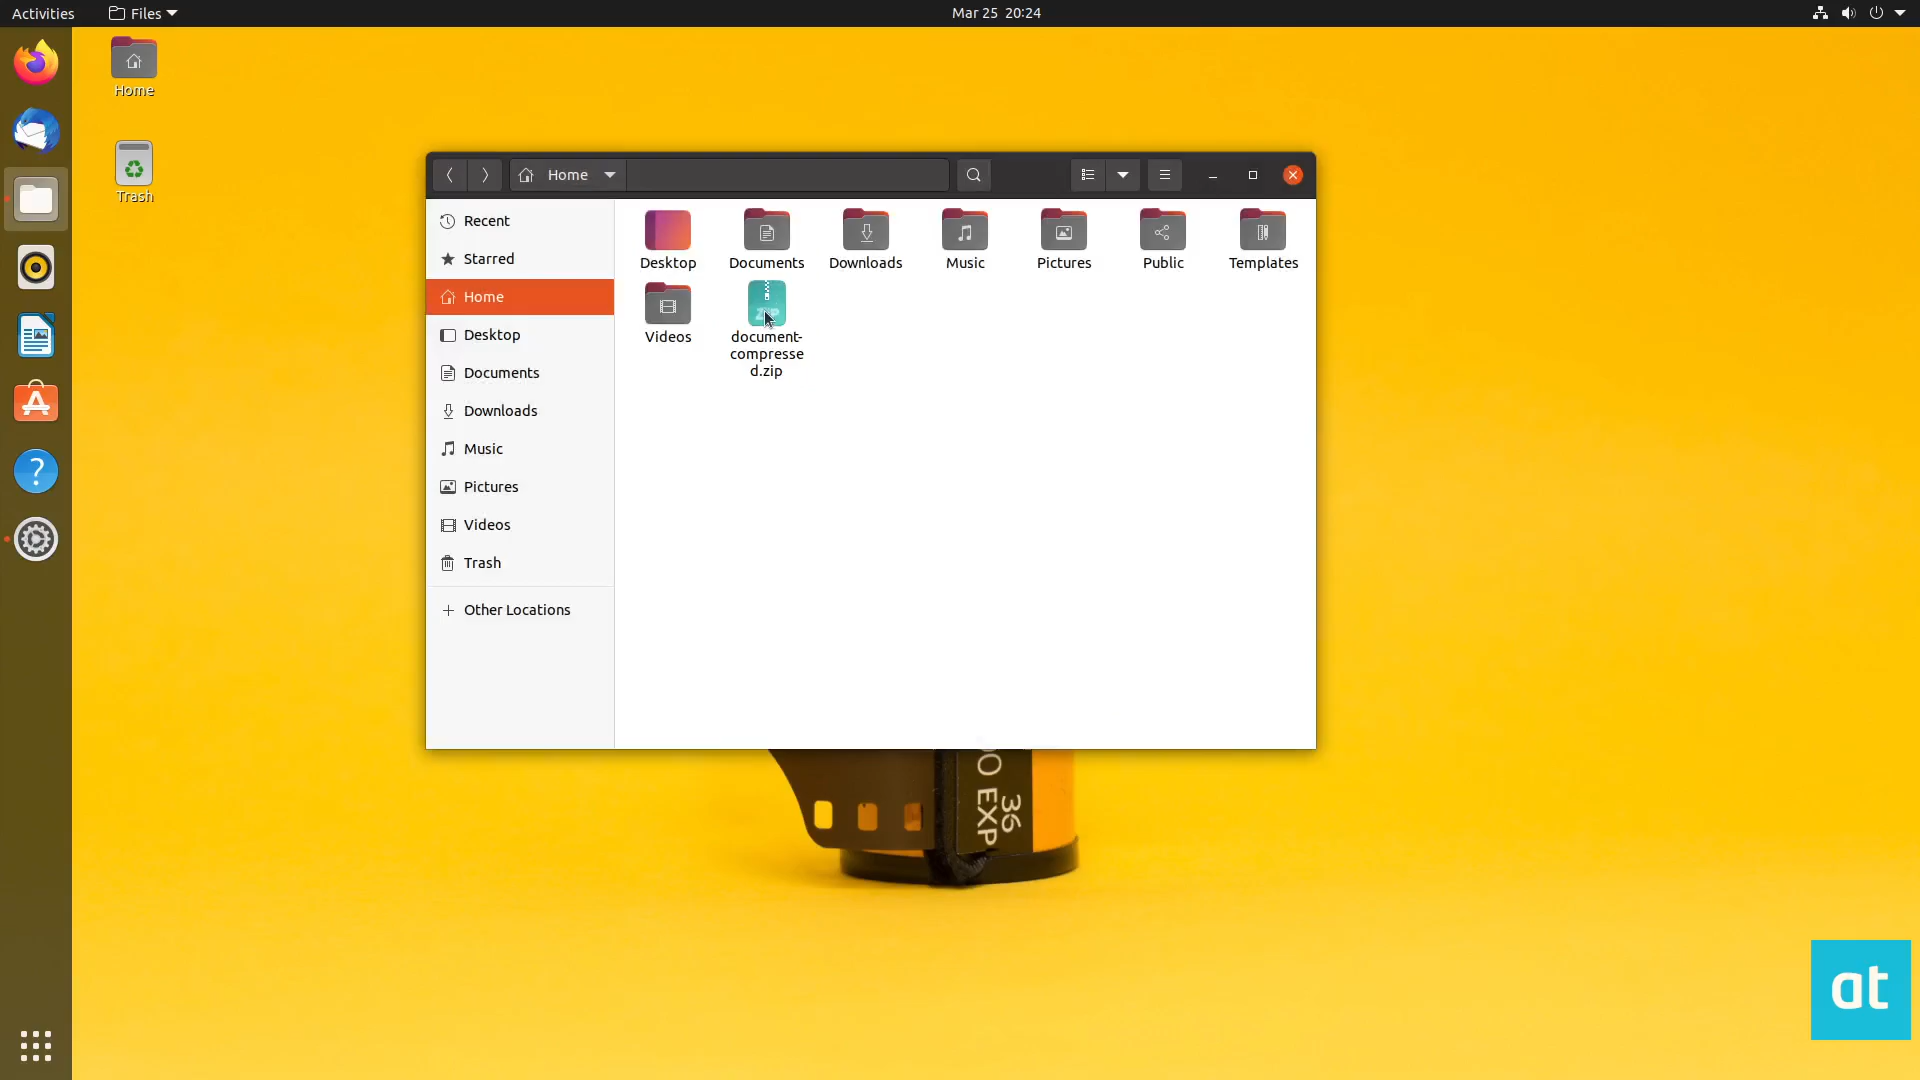 Activities
Files
Mar 25 20:24
Home
Trash
Home
Recent
Starred
Home
Desktop
Documents
Downloads
Music
Pictures
Videos
Trash
Other Locations
Desktop
Documents
Downloads
Music
Pictures
Public
Templates
Videos
ZIP
document-
compresse
d.zip
36
EXP
at